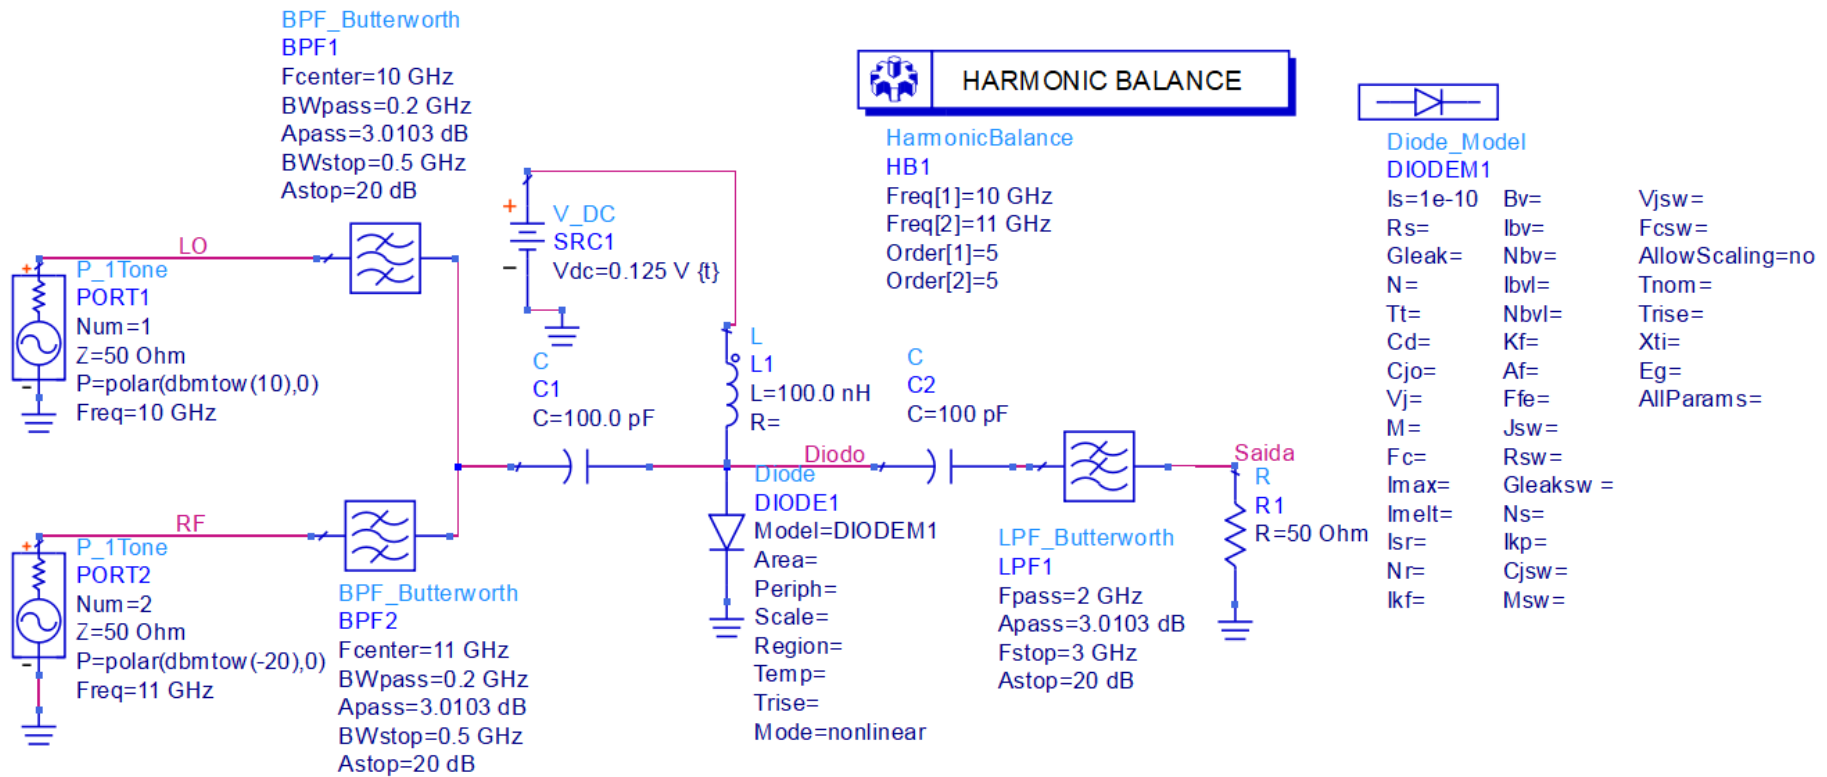 BPF_Butterworth
BPF1
Fcenter=10 GHz
BWpass=0.2 GHz
Apass=3.0103 dB
BWstop=0.5 GHz
Astop=20 dB
HARMONIC BALANCE
HarmonicBalance
HB1
Freq[1]=10 GHz
Freq[2]=11 GHz
Order[1]=5
Order[2]=5
Diode_Model
DIODEM1
Is=1e-10 Bv= Vjsw=
Rs= Ibv= Fcsw=
Gleak= Nbv= AllowScaling=no
N= Ibvl= Tnom=
Tt= Nbvl= Trise=
Cd= Kf= Xti=
Cjo= Af= Eg=
Vj= Ffe= AllParams=
M= Jsw=
Fc= Rsw=
Imax= Gleaksw =
Imelt= Ns=
Isr= Ikp=
Nr= Cjsw=
Ikf= Msw=
+
V_DC
SRC1
Vdc=0.125 V {t}
-
LO
+
P_1Tone
PORT1
Num=1
Z=50 Ohm
P=polar(dbmtow(10),0)
Freq=10 GHz
-
C
C1
C=100.0 pF
L
L1
L=100.0 nH
R=
C
C2
C=100 pF
Diodo
Diode
DIODE1
Model=DIODEM1
Area=
Periph=
Scale=
Region=
Temp=
Trise=
Mode=nonlinear
Saida
R
R1
R=50 Ohm
LPF_Butterworth
LPF1
Fpass=2 GHz
Apass=3.0103 dB
Fstop=3 GHz
Astop=20 dB
RF
+
P_1Tone
PORT2
Num=2
Z=50 Ohm
P=polar(dbmtow(-20),0)
Freq=11 GHz
-
BPF_Butterworth
BPF2
Fcenter=11 GHz
BWpass=0.2 GHz
Apass=3.0103 dB
BWstop=0.5 GHz
Astop=20 dB